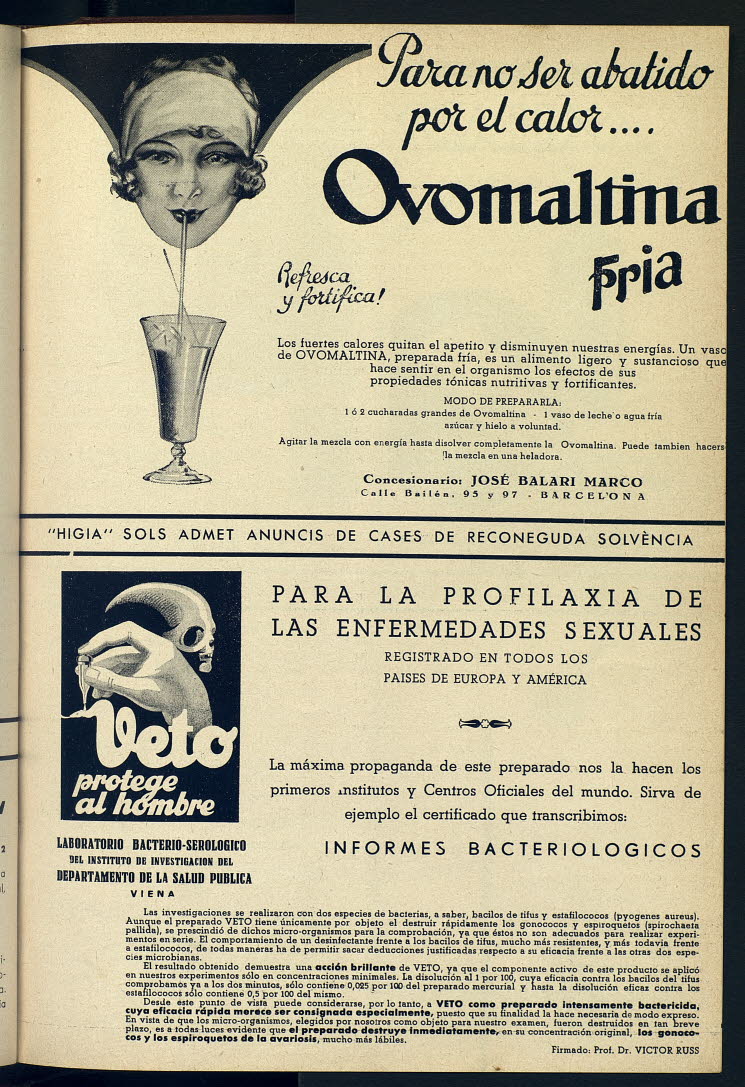 Para no ser abatido
por el calor....
Ovomaltina
Fria
Refresca
y fortifica!
Los fuertes calores quitan el apetito y disminuyen nuestras energías. Un vaso
de OVOMALTINA, preparada fría, es un alimento ligero y sustancioso que
hace sentir en el organismo los efectos de sus
propiedades tónicas nutritivas y fortificantes.
MODO DE PREPARARLA:
1 ó 2 cucharadas grandes de Ovomaltina - 1 vaso de leche o agua fría
azúcar y hielo a voluntad.
Agitar la mezcla con energía hasta disolver completamente la Ovomaltina. Puede tambien hacers
la mezcla en una heladora.
Concesionario: JOSÉ BALARI MARCO
Calle Bailén, 95 y 97 - BARCELONA
"HIGIA" SOLS ADMET ANUNCIS DE CASES DE RECONEGUDA SOLVÈNCIA
Veto
protege
al hombre
LABORATORIO BACTERIO-SEROLOGICO
DEL INSTITUTO DE INVESTIGACION DEL
DEPARTAMENTO DE LA SALUD PUBLICA
VIENA
PARA LA PROFILAXIA DE
LAS ENFERMEDADES SEXUALES
REGISTRADO EN TODOS LOS
PAISES DE EUROPA Y AMÉRICA
La máxima propaganda de este preparado nos la hacen los
primeros institutos y Centros Oficiales del mundo. Sirva de
ejemplo el certificado que transcribimos:
INFORMES BACTERIOLOGICOS
Las investigaciones se realizaron con dos especies de bacterias, a saber, bacilos de tifus y estafilococos (pyogenes aureus).
Aunque el preparado VETO tiene únicamente por objeto el destruir rápidamente los gonococos y espiroquetos (spirochaeta
pallida), se prescindió de dichos micro-organismos para la comprobación, ya que éstos no son adecuados para realizar experi-
mentos en serie. El comportamiento de un desinfectante frente a los bacilos de tifus, mucho más resistentes, y más todavía frente
a estafilococos, de todas maneras ha de permitir sacar deducciones justificadas respecto a su eficacia frente a las otras dos espe-
cies microbianas.
El resultado obtenido demuestra una acción brillante de VETO, ya que el componente activo de este producto se aplicó
en nuestros experimentos sólo en concentraciones minimales. La disolución al 1 por 100, cuya eficacia contra los bacilos del tifus
comprobamos ya a los dos minutos, sólo contiene 0,025 por 100 del preparado mercurial y hasta la disolución eficaz contra los
estafilococos sólo contiene 0,5 por 100 del mismo.
Desde este punto de vista puede considerarse, por lo tanto, a VETO como preparado intensamente bactericida,
cuya eficacia rápida merece ser consignada especialmente, puesto que su finalidad la hace necesaria de modo expreso.
En vista de que los micro-organismos, elegidos por nosotros como objeto para nuestro examen, fueron destruidos en tan breve
plazo, es a todas luces evidente que el preparado destruye inmediatamente, en su concentración original, los gonoco-
cos y los espiroquetos de la avariosis, mucho más lábiles.
Firmado: Prof. Dr. VICTOR RUSS